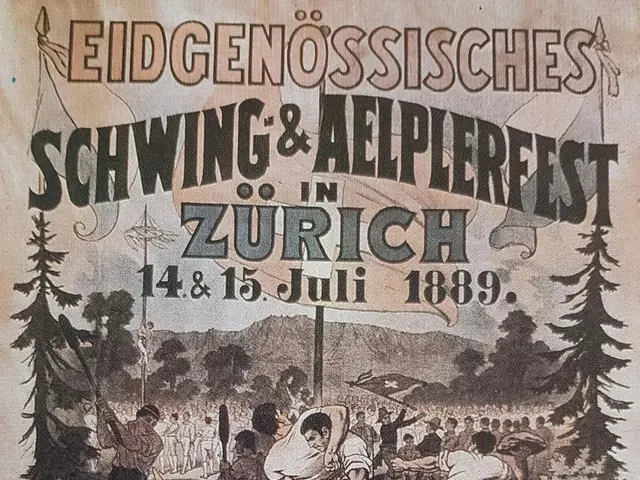 EIDGENÖSSISCHES
SCHWING- & AELPLERFEST
IN
ZÜRICH
14. & 15. Juli 1889.